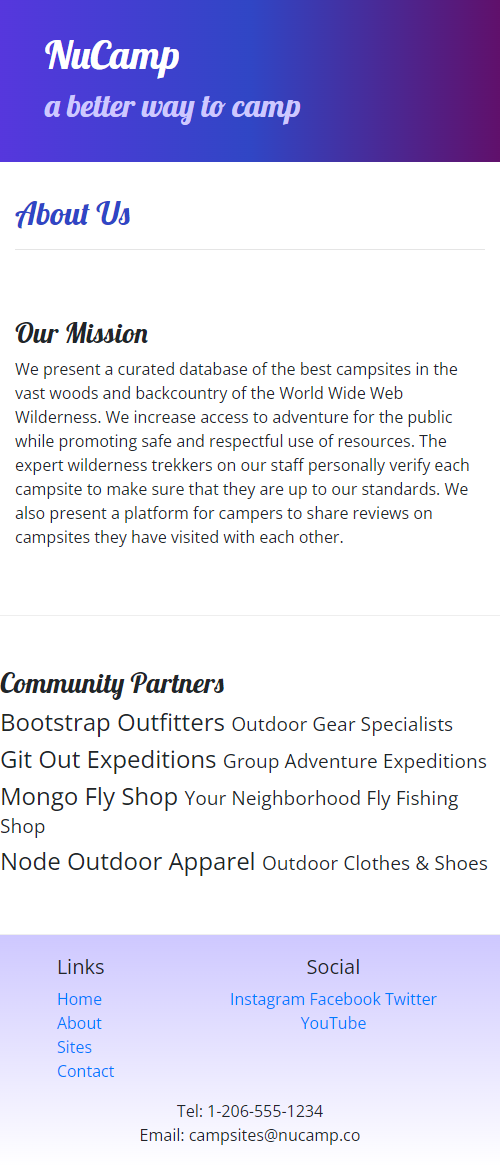 NuCamp
a better way to camp
About Us
Our Mission
We present a curated database of the best campsites in the
vast woods and backcountry of the World Wide Web
Wilderness. We increase access to adventure for the public
while promoting safe and respectful use of resources. The
expert wilderness trekkers on our staff personally verify each
campsite to make sure that they are up to our standards. We
also present a platform for campers to share reviews on
campsites they have visited with each other.
Community Partners
Bootstrap Outfitters Outdoor Gear Specialists
Git Out Expeditions Group Adventure Expeditions
Mongo Fly Shop Your Neighborhood Fly Fishing
Shop
Node Outdoor Apparel Outdoor Clothes & Shoes
Links
Home
About
Sites
Contact
Social
Instagram Facebook Twitter
YouTube
Tel: 1-206-555-1234
Email: campsites@nucamp.co